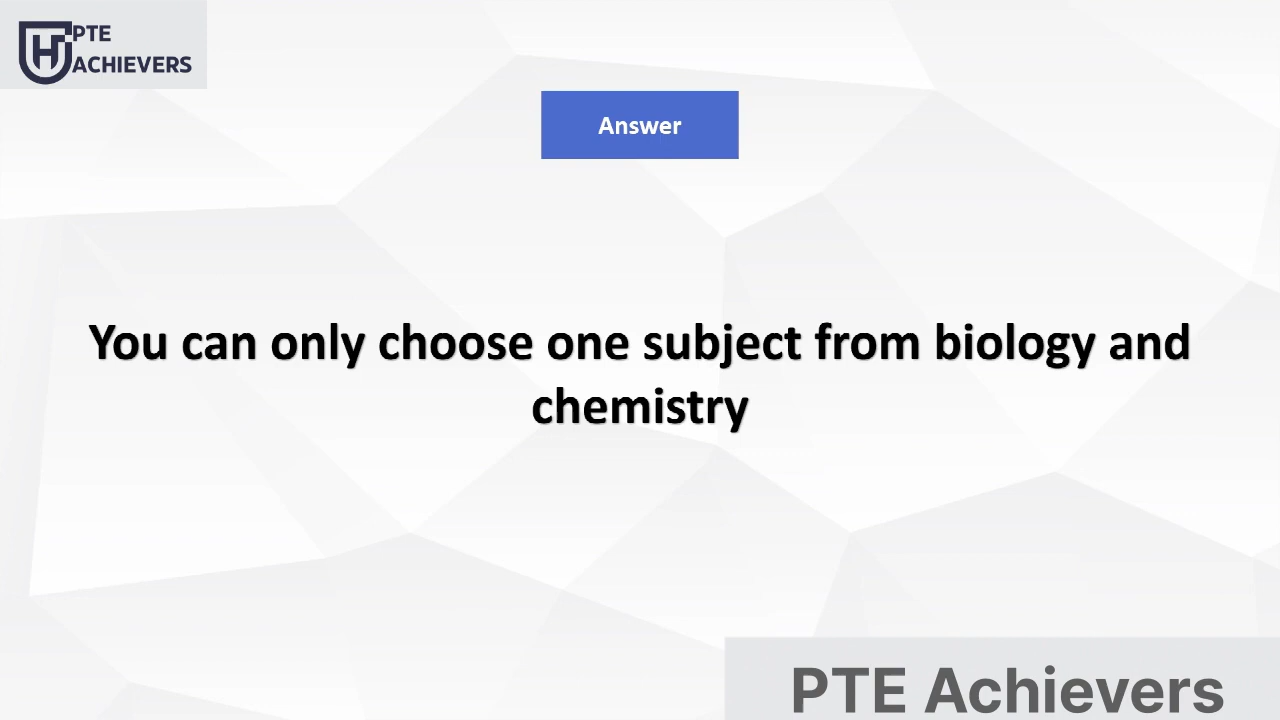 PTE
ACHIEVERS
Answer
You can only choose one subject from biology and
chemistry
PTE Achievers